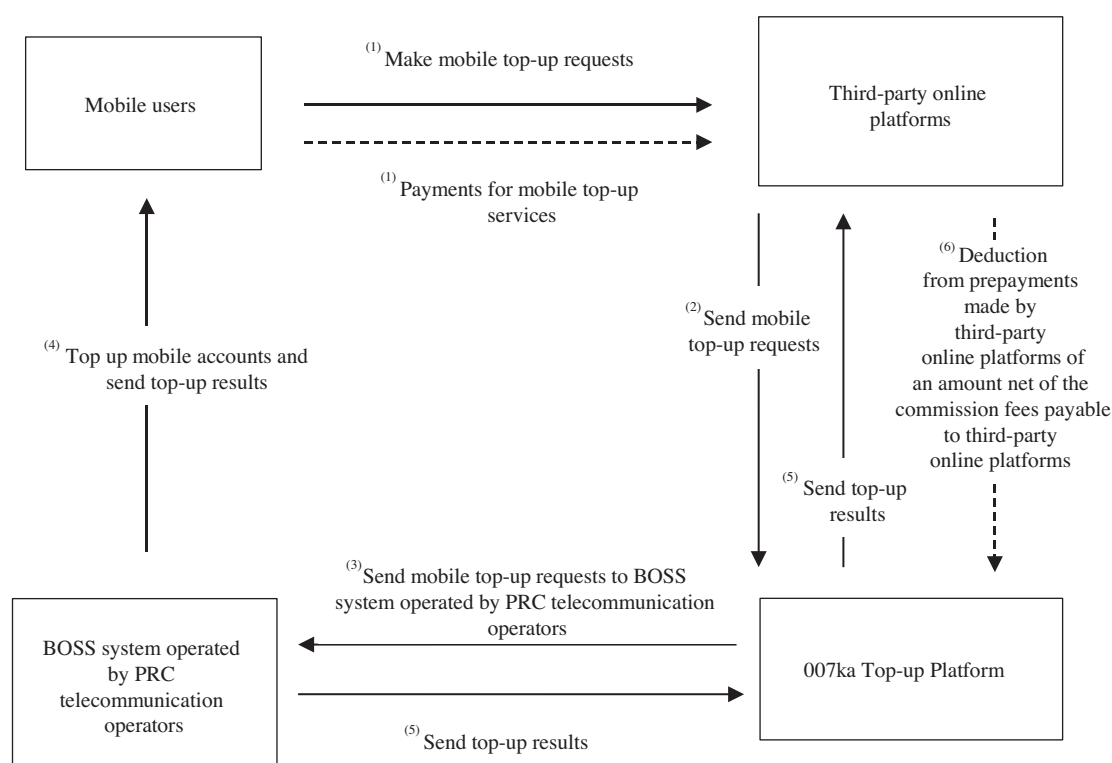 Mobile users
(1) Make mobile top-up requests
(1) Payments for mobile top-up
services
Third-party online
platforms
(4) Top up mobile accounts and
send top-up results
(2) Send mobile
top-up requests
(5) Send top-up
results
(6) Deduction
from prepayments
made by
third-party
online platforms of
an amount net of the
commission fees payable
to third-party
online platforms
(3) Send mobile top-up requests to BOSS
system operated by PRC telecommunication
operators
BOSS system operated
by PRC
telecommunication
operators
(5) Send top-up results
007ka Top-up Platform